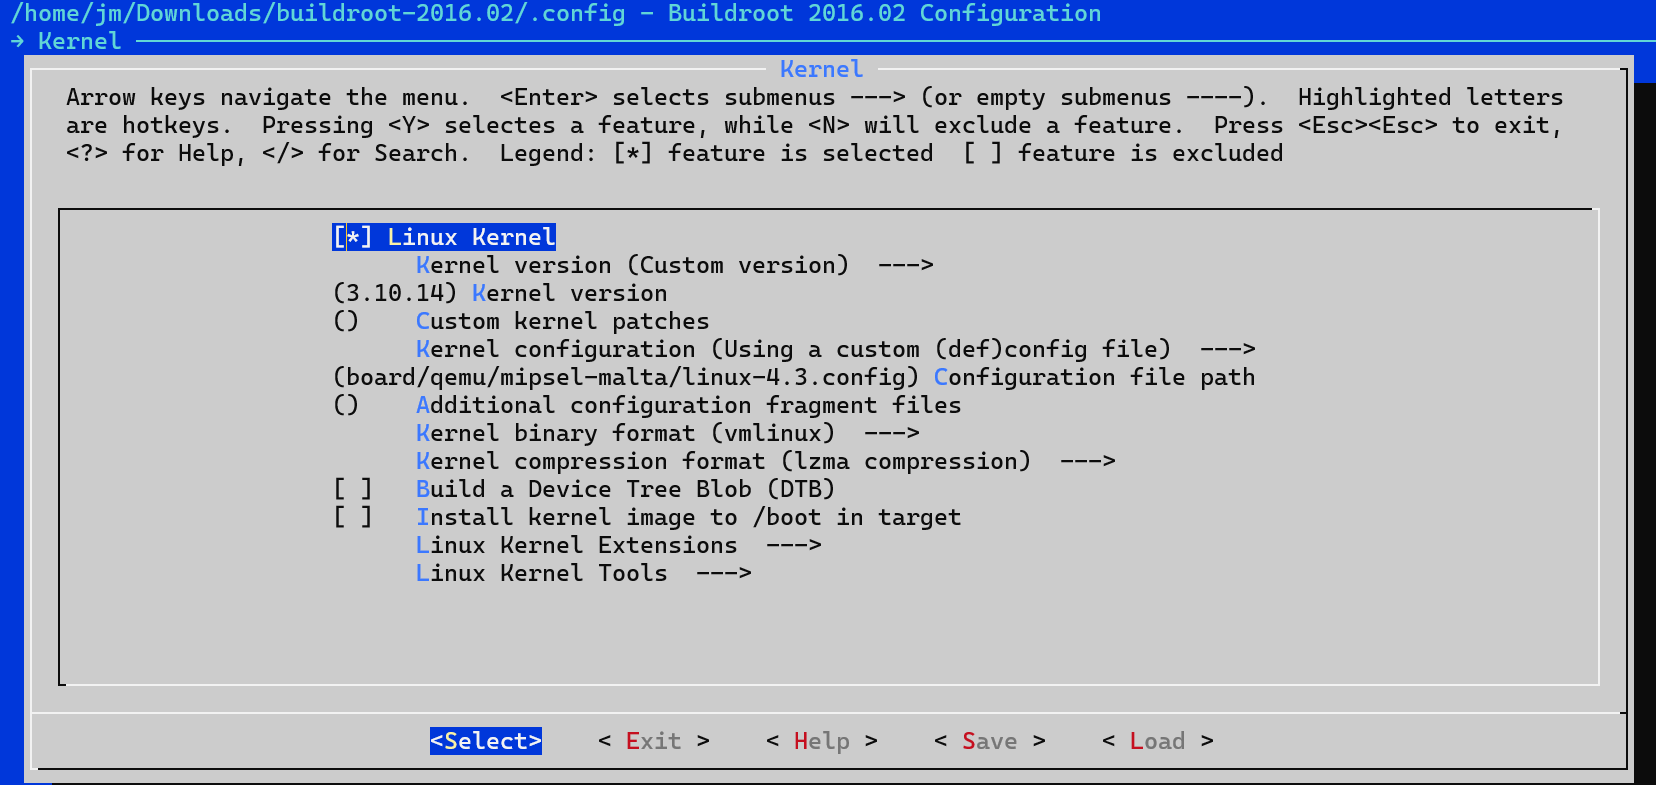 /home/jm/Downloads/buildroot-2016.02/.config - Buildroot 2016.02 Configuration
→ Kernel
Kernel
Arrow keys navigate the menu.  <Enter> selects submenus ---> (or empty submenus ----).  Highlighted letters
are hotkeys.  Pressing <Y> selectes a feature, while <N> will exclude a feature.  Press <Esc><Esc> to exit,
<?> for Help, </> for Search.  Legend: [*] feature is selected  [ ] feature is excluded
[*] Linux Kernel
Kernel version (Custom version)  --->
(3.10.14) Kernel version
()    Custom kernel patches
Kernel configuration (Using a custom (def)config file)  --->
(board/qemu/mipsel-malta/linux-4.3.config) Configuration file path
()    Additional configuration fragment files
Kernel binary format (vmlinux)  --->
Kernel compression format (lzma compression)  --->
[ ]   Build a Device Tree Blob (DTB)
[ ]   Install kernel image to /boot in target
Linux Kernel Extensions  --->
Linux Kernel Tools  --->
<Select>    < Exit >    < Help >    < Save >    < Load >